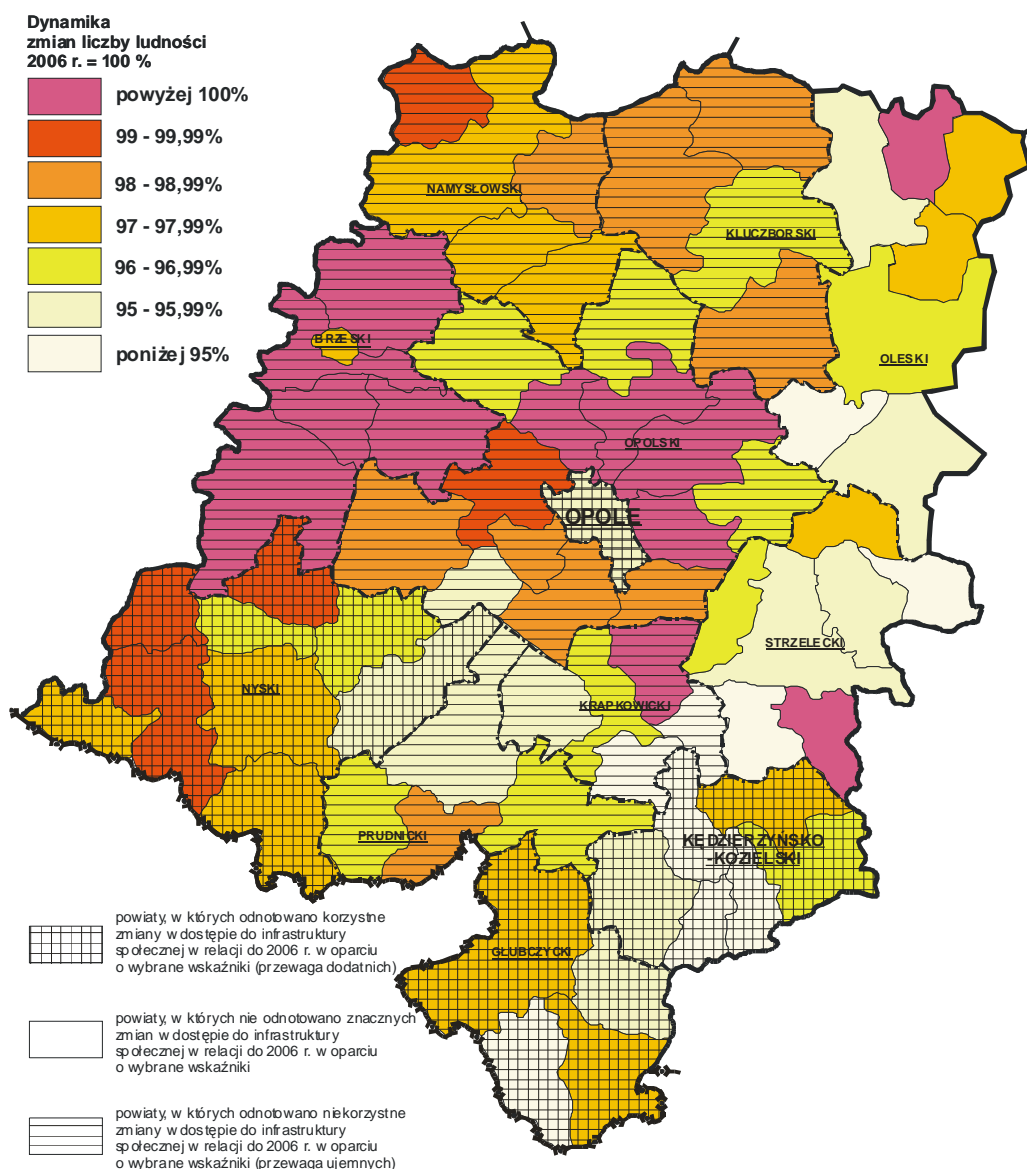 Dynamika
zmian liczby ludności
2006 r. = 100 %
powyżej 100%
99 - 99,99%
98 - 98,99%
97 - 97,99%
96 - 96,99%
95 - 95,99%
poniżej 95%
NAMYSŁOWSKI
KLUCZBORSKI
BRZESKI
OLESKI
OPOLSKI
OPOLE
STRZELECKI
NYSKI
KRAPKOWICKI
PRUDNICKI
KĘDZIERZYŃSKO
-KOZIELSKI
GŁUBCZYCKI
powiaty, w których odnotowano korzystne
zmiany w dostępie do infrastruktury
społecznej w relacji do 2006 r. w oparciu
o wybrane wskaźniki (przewaga dodatnich)
powiaty, w których nie odnotowano znacznych
zmian w dostępie do infrastruktury
społecznej w relacji do 2006 r. w oparciu
o wybrane wskaźniki
powiaty, w których odnotowano niekorzystne
zmiany w dostępie do infrastruktury
społecznej w relacji do 2006 r. w oparciu
o wybrane wskaźniki (przewaga ujemnych)